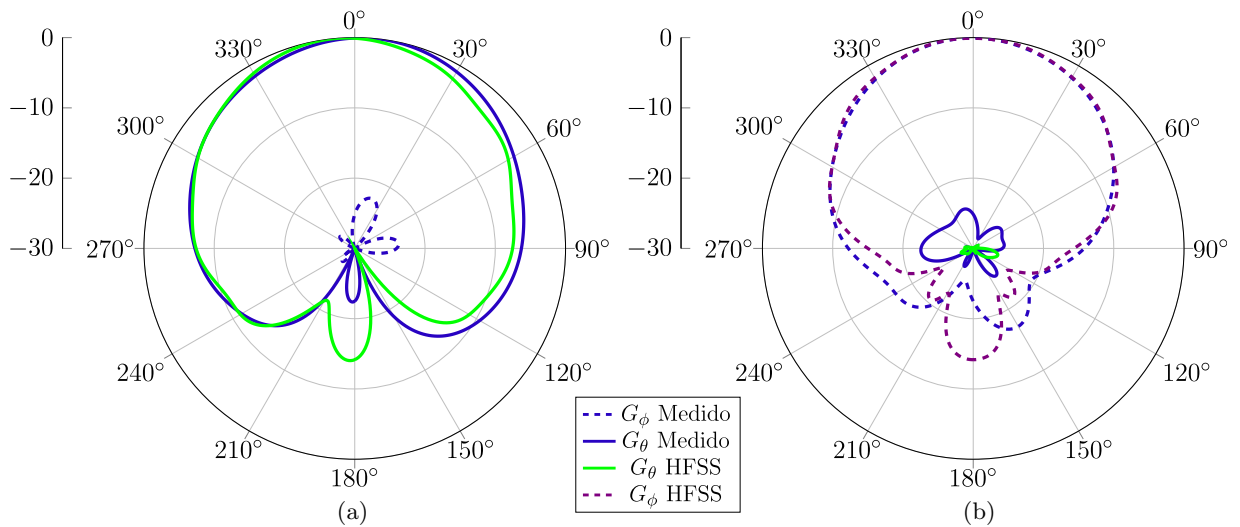 0° 0°
0 330° 30° 0 330° 30°
−10 −10
300° 60° 300° 60°
−20 −20
−30 270° 90° −30 270° 90°
240° 120° 240° 120°
G_ϕ Medido
G_θ Medido
210° 150° 210° 150°
G_θ HFSS
180° 180°
G_ϕ HFSS
(a) (b)